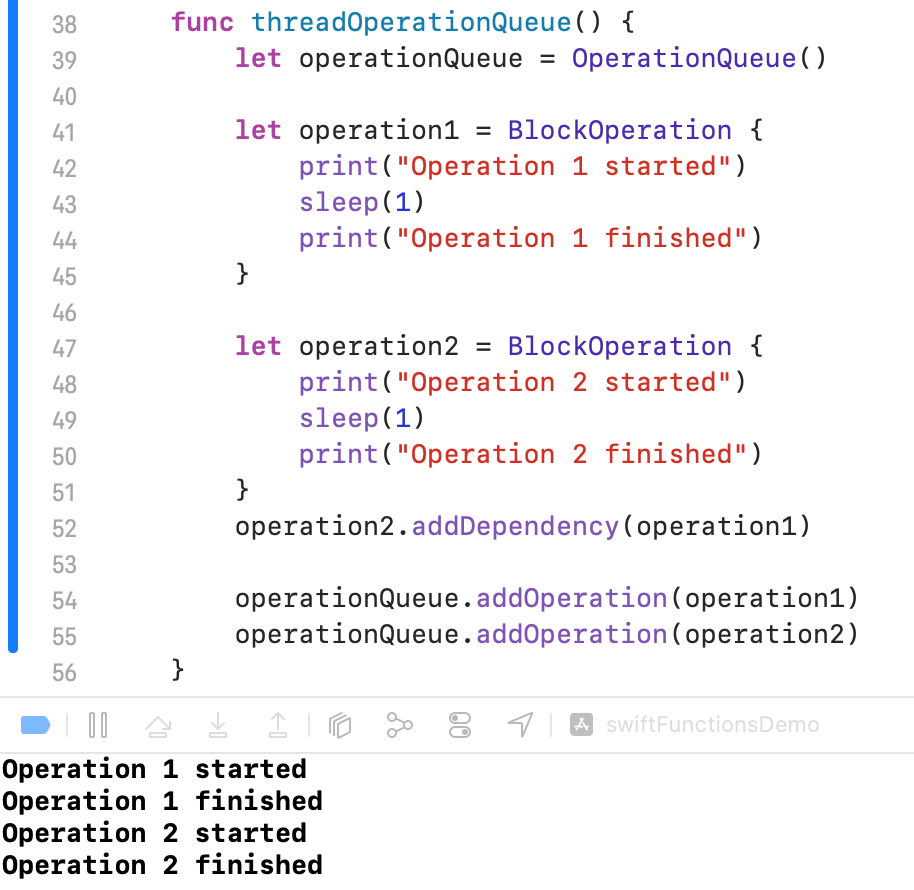 38 func threadOperationQueue() {
39 let operationQueue = OperationQueue()
40
41 let operation1 = BlockOperation {
42 print("Operation 1 started")
43 sleep(1)
44 print("Operation 1 finished")
45 }
46
47 let operation2 = BlockOperation {
48 print("Operation 2 started")
49 sleep(1)
50 print("Operation 2 finished")
51 }
52 operation2.addDependency(operation1)
53
54 operationQueue.addOperation(operation1)
55 operationQueue.addOperation(operation2)
56 }
swiftFunctionsDemo
Operation 1 started
Operation 1 finished
Operation 2 started
Operation 2 finished